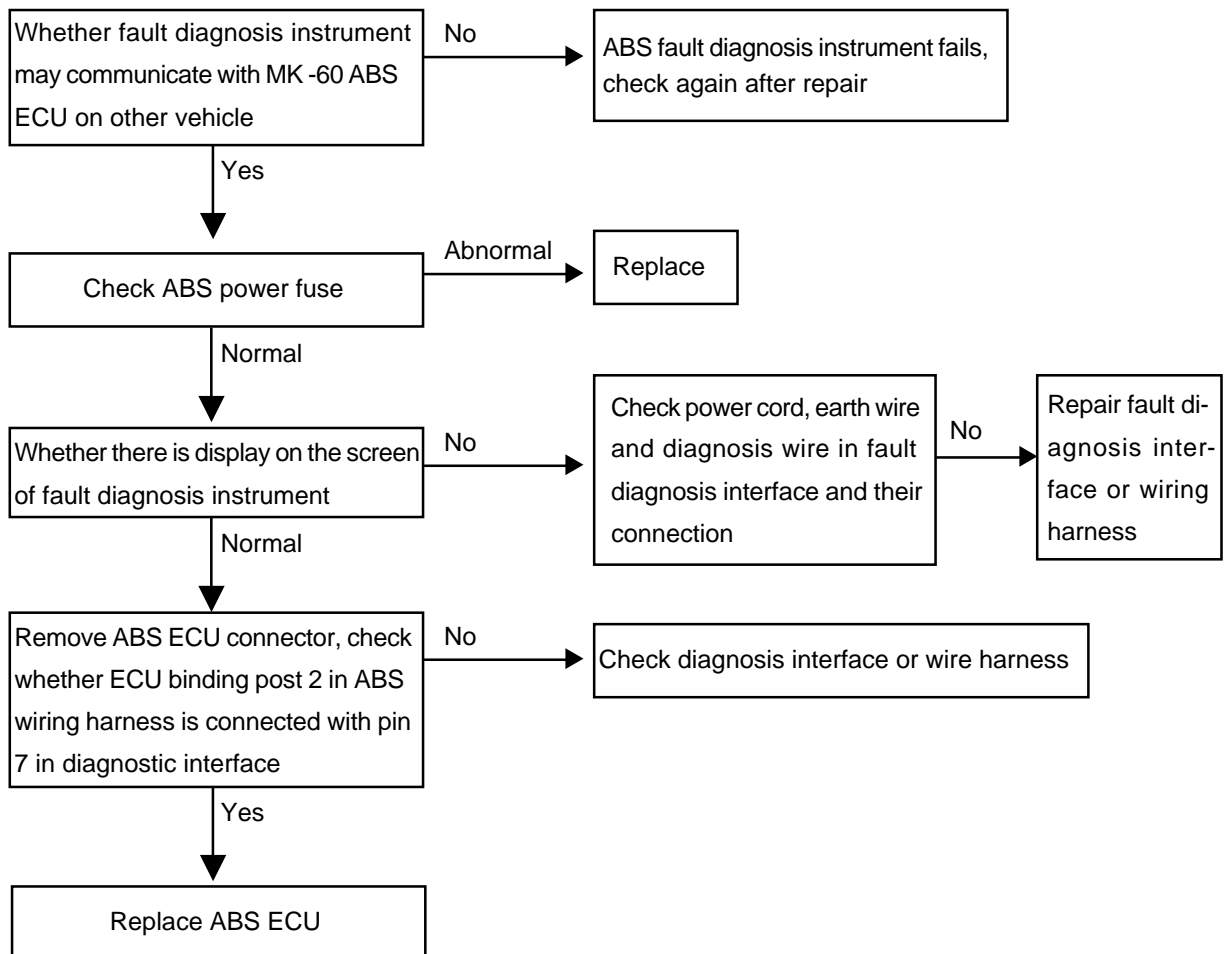 Whether fault diagnosis instrument
may communicate with MK -60 ABS
ECU on other vehicle
No
ABS fault diagnosis instrument fails,
check again after repair
Yes
Check ABS power fuse
Abnormal
Replace
Normal
Whether there is display on the screen
of fault diagnosis instrument
No
Check power cord, earth wire
and diagnosis wire in fault
diagnosis interface and their
connection
No
Repair fault di-
agnosis inter-
face or wiring
harness
Normal
Remove ABS ECU connector, check
whether ECU binding post 2 in ABS
wiring harness is connected with pin
7 in diagnostic interface
No
Check diagnosis interface or wire harness
Yes
Replace ABS ECU